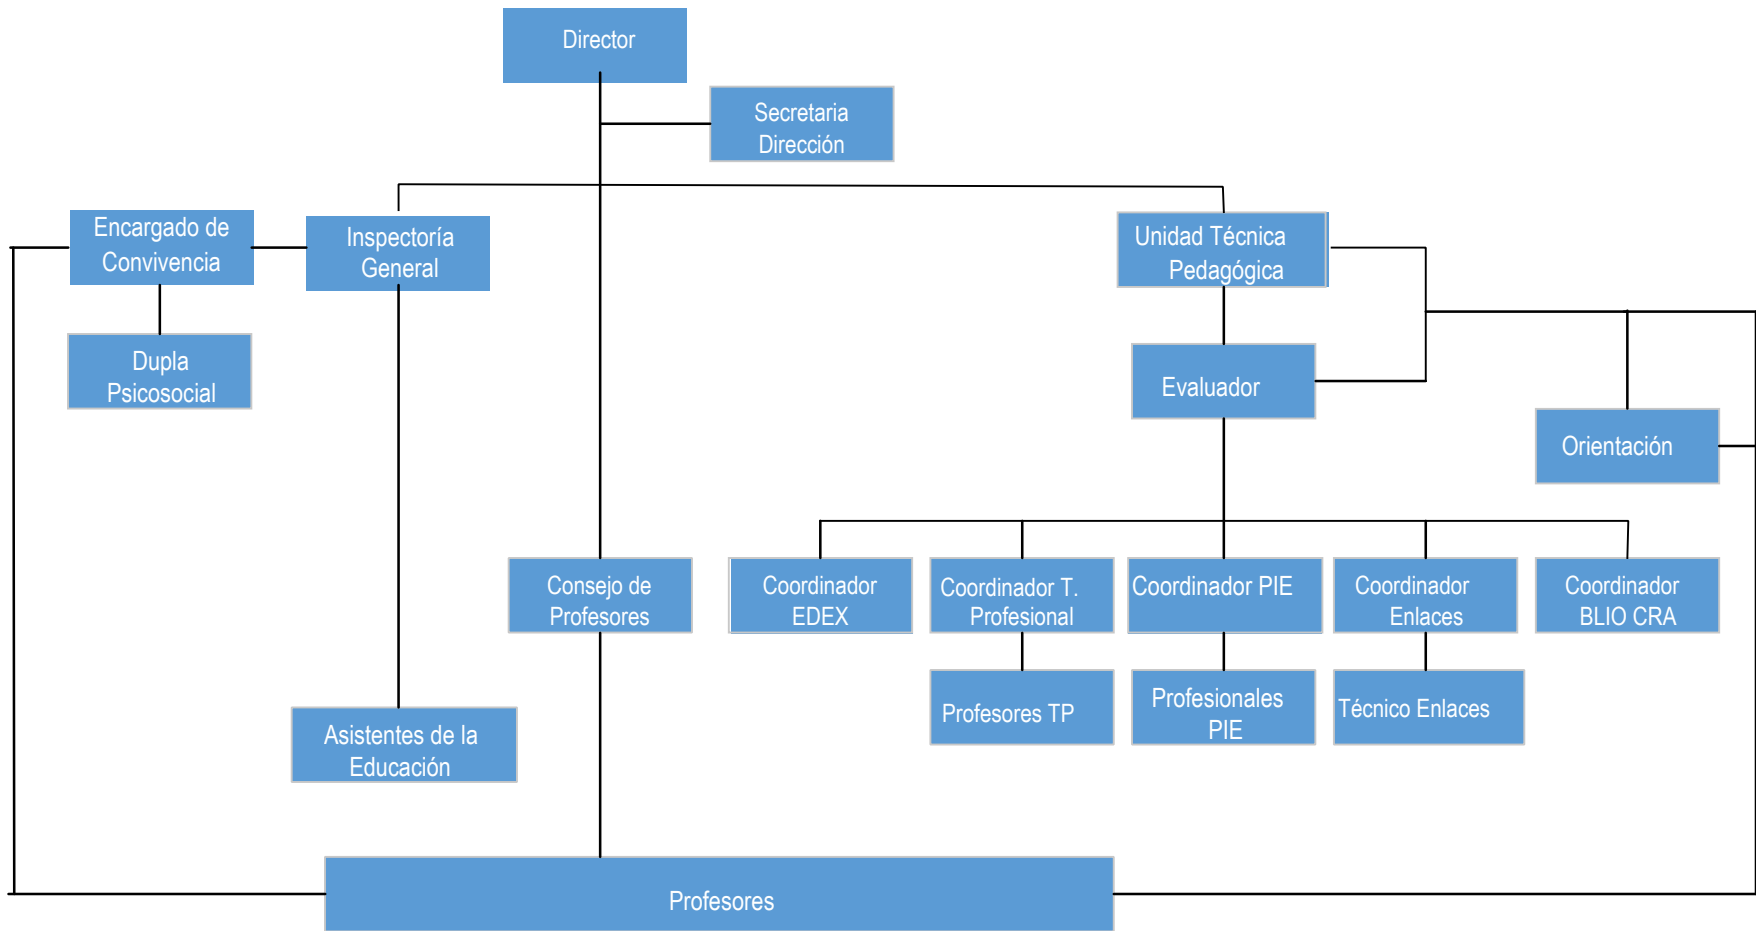 Director
Secretaria
Dirección
Encargado de
Convivencia
Inspectoría
General
Unidad Técnica
Pedagógica
Dupla
Psicosocial
Evaluador
Orientación
Consejo de
Profesores
Coordinador
EDEX
Coordinador T.
Profesional
Coordinador PIE
Coordinador
Enlaces
Coordinador
BLIO CRA
Profesores TP
Profesionales
PIE
Técnico Enlaces
Asistentes de la
Educación
Profesores